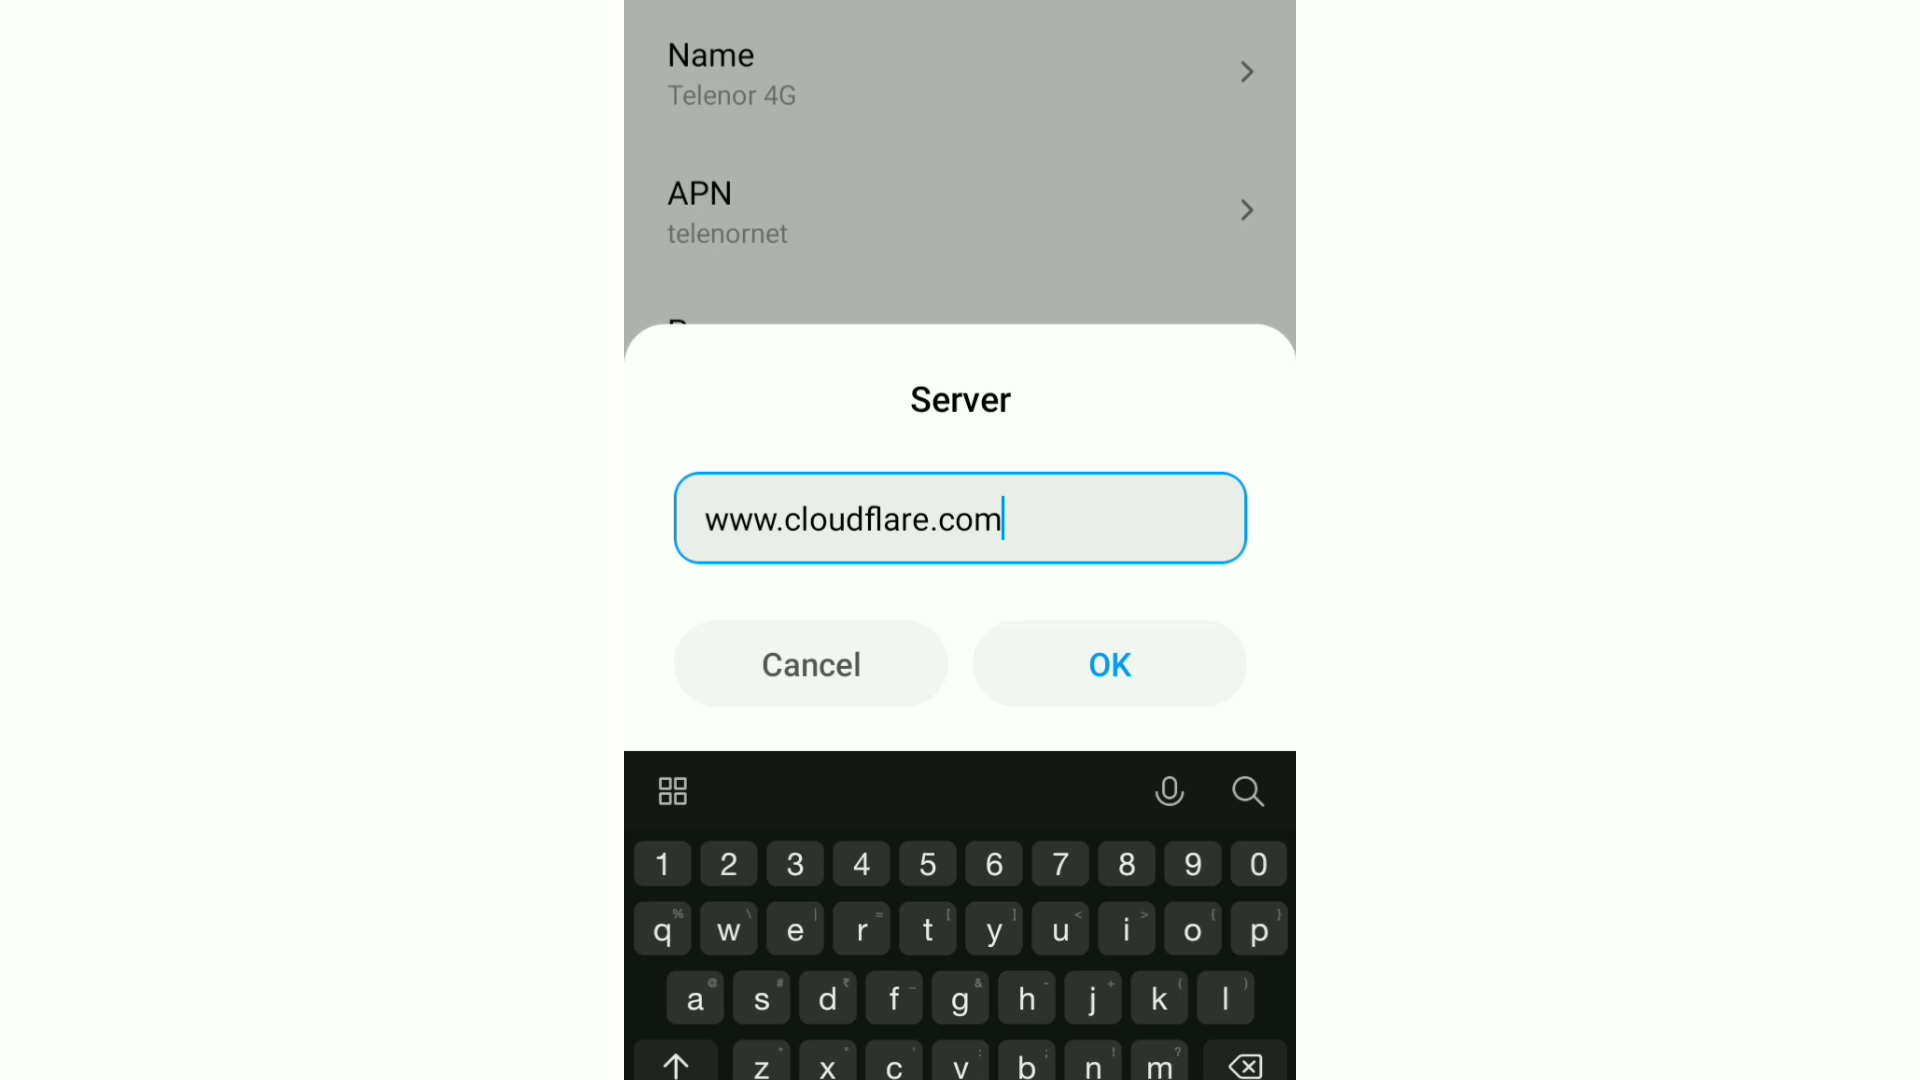 Name
Telenor 4G
APN
telenornet
Server
www.cloudflare.com
Cancel
OK
1 2 3 4 5 6 7 8 9 0
q w e r t y u i o p
a s d f g h j k l
z x c v b n m